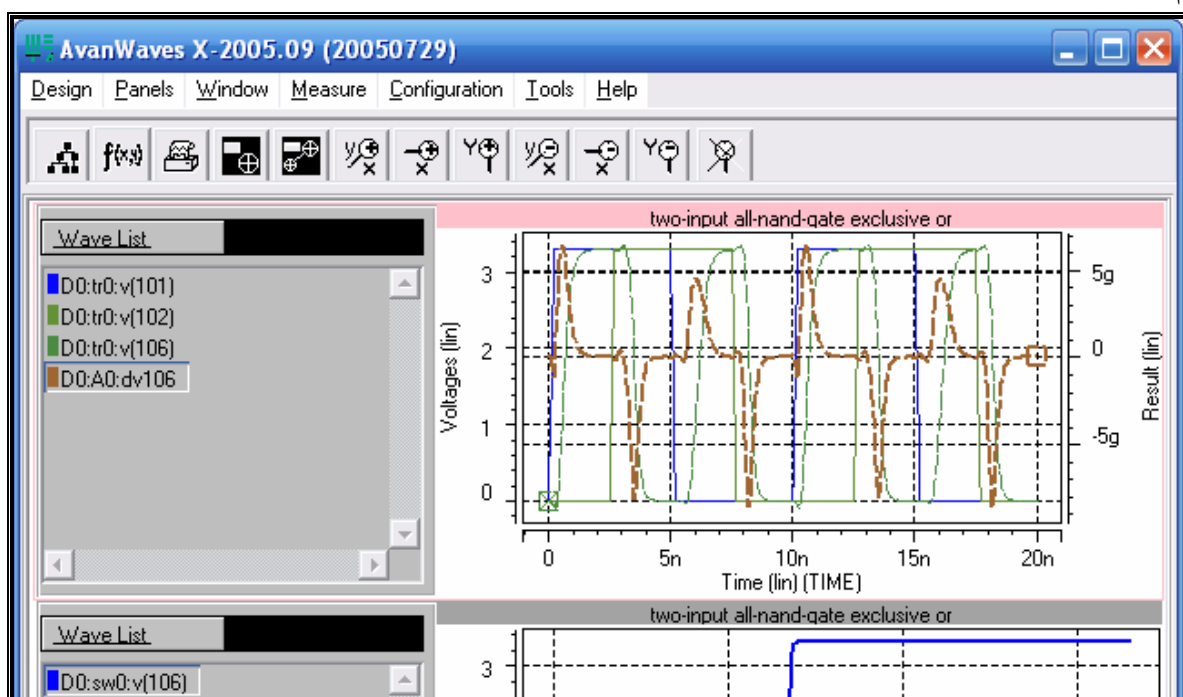 AvanWaves X-2005.09 (20050729)
Design Panels Window Measure Configuration Tools Help
f(x,y)
Wave List
D0:tr0:v(101)
D0:tr0:v(102)
D0:tr0:v(106)
D0:A0:dv106
two-input all-nand-gate exclusive or
Voltages (lin)
3
2
1
0
5g
0
-5g
Result (lin)
0 5n 10n 15n 20n
Time (lin) (TIME)
Wave List
D0:sw0:v(106)
two-input all-nand-gate exclusive or
3